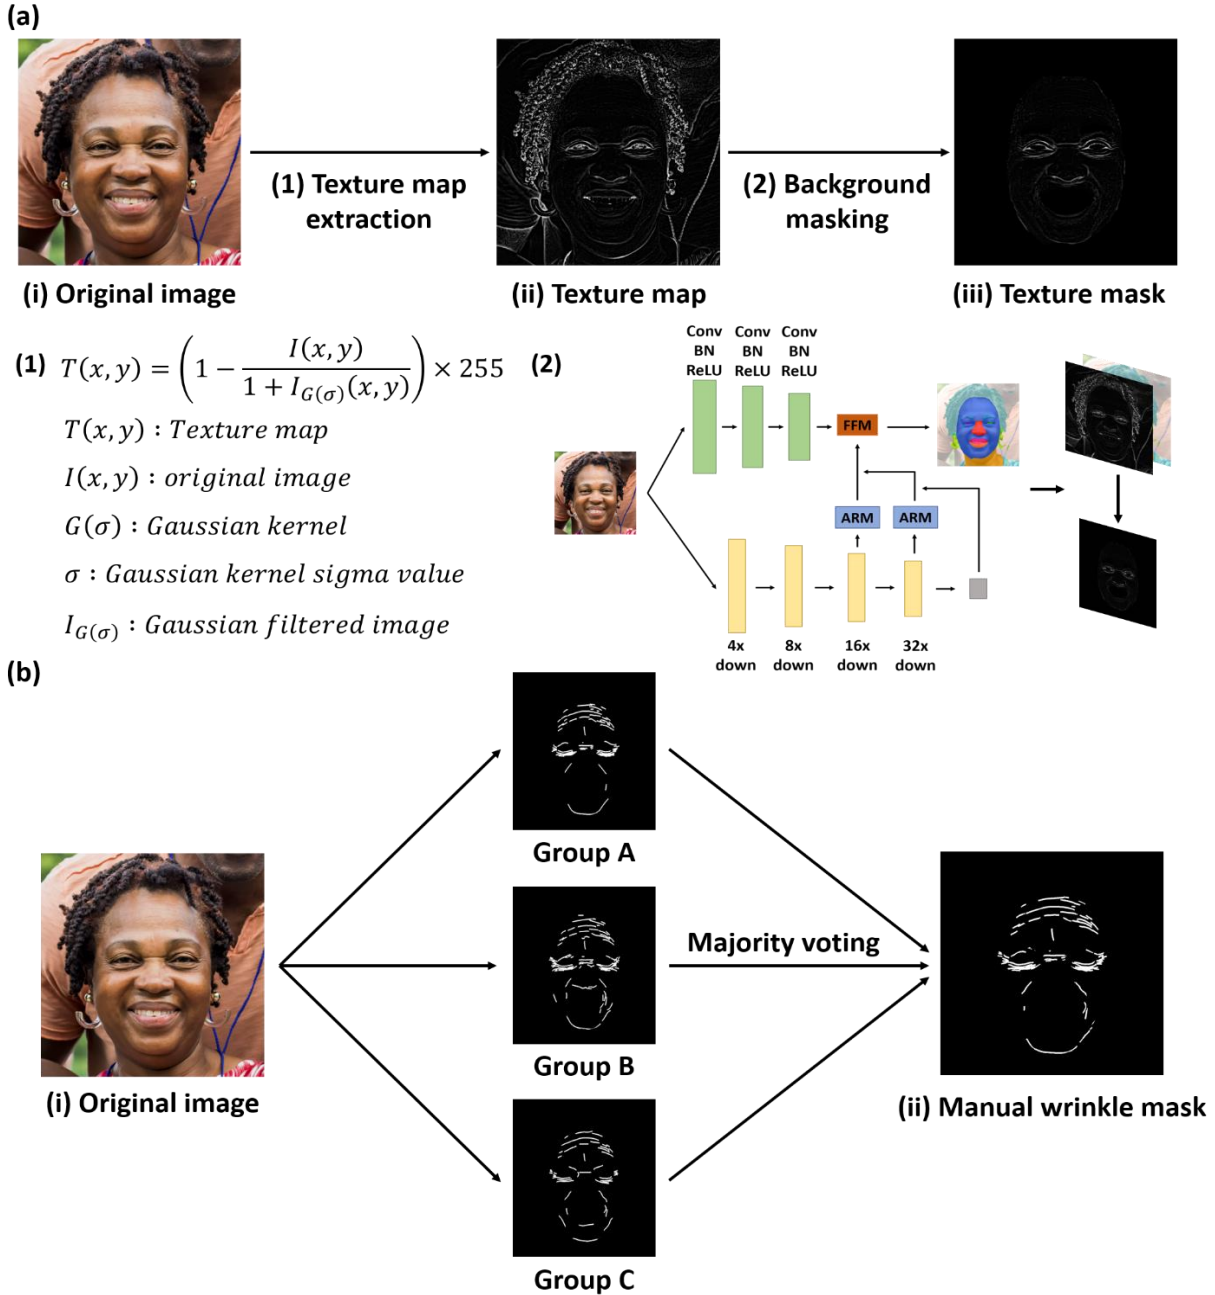 (a)
(1) Texture map
extraction
(2) Background
masking
(i) Original image
(ii) Texture map
(iii) Texture mask
(1) T(x, y) = (1 − I(x, y) / (1 + I_{G(σ)}(x, y))) × 255
T(x, y) : Texture map
I(x, y) : original image
G(σ) : Gaussian kernel
σ : Gaussian kernel sigma value
I_{G(σ)} : Gaussian filtered image
(2)
Conv Conv Conv
BN BN BN
ReLU ReLU ReLU
FFM
ARM ARM
4x 8x 16x 32x
down down down down
(b)
Group A
Group B
Group C
Majority voting
(i) Original image
(ii) Manual wrinkle mask